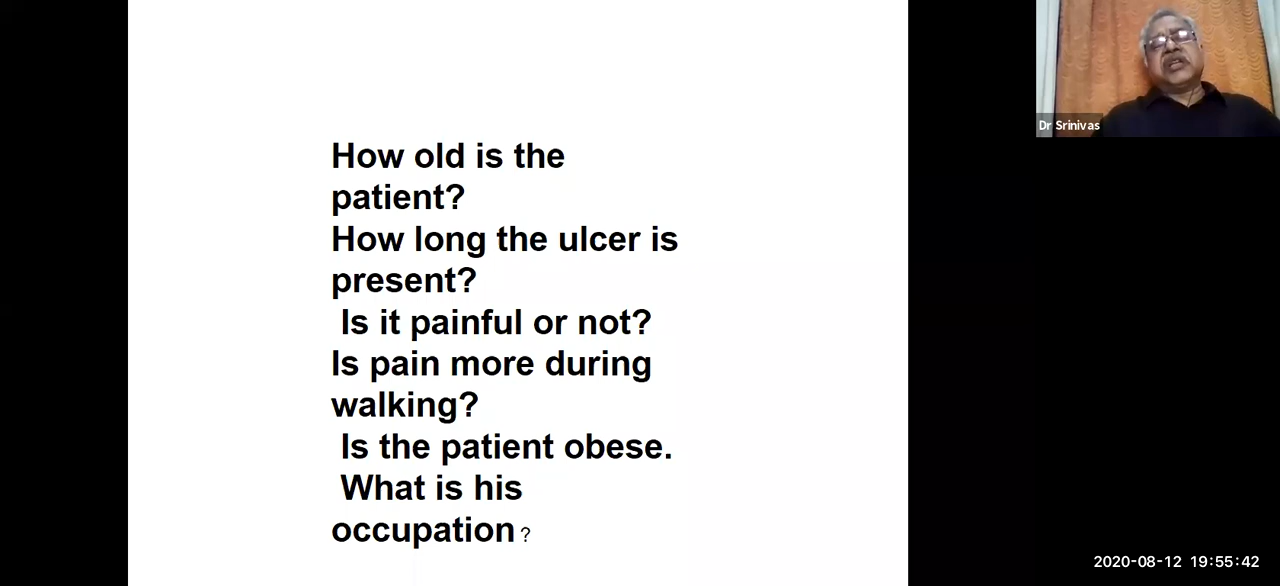 How old is the
patient?
How long the ulcer is
present?
Is it painful or not?
Is pain more during
walking?
Is the patient obese.
What is his
occupation ?
Dr Srinivas
2020-08-12 19:55:42